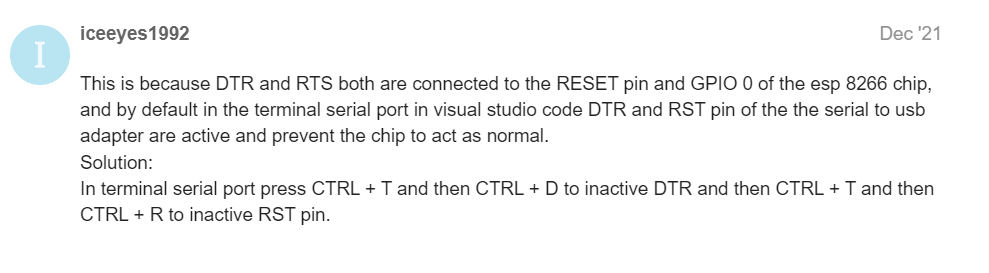 iceeyes1992
Dec '21
I
This is because DTR and RTS both are connected to the RESET pin and GPIO 0 of the esp 8266 chip,
and by default in the terminal serial port in visual studio code DTR and RST pin of the the serial to usb
adapter are active and prevent the chip to act as normal.
Solution:
In terminal serial port press CTRL + T and then CTRL + D to inactive DTR and then CTRL + T and then
CTRL + R to inactive RST pin.